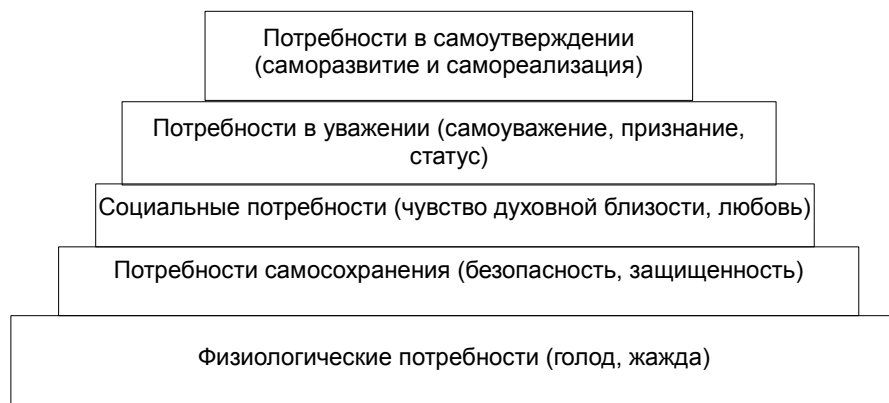 Потребности в самоутверждении
(саморазвитие и самореализация)
Потребности в уважении (самоуважение, признание,
статус)
Социальные потребности (чувство духовной близости, любовь)
Потребности самосохранения (безопасность, защищенность)
Физиологические потребности (голод, жажда)